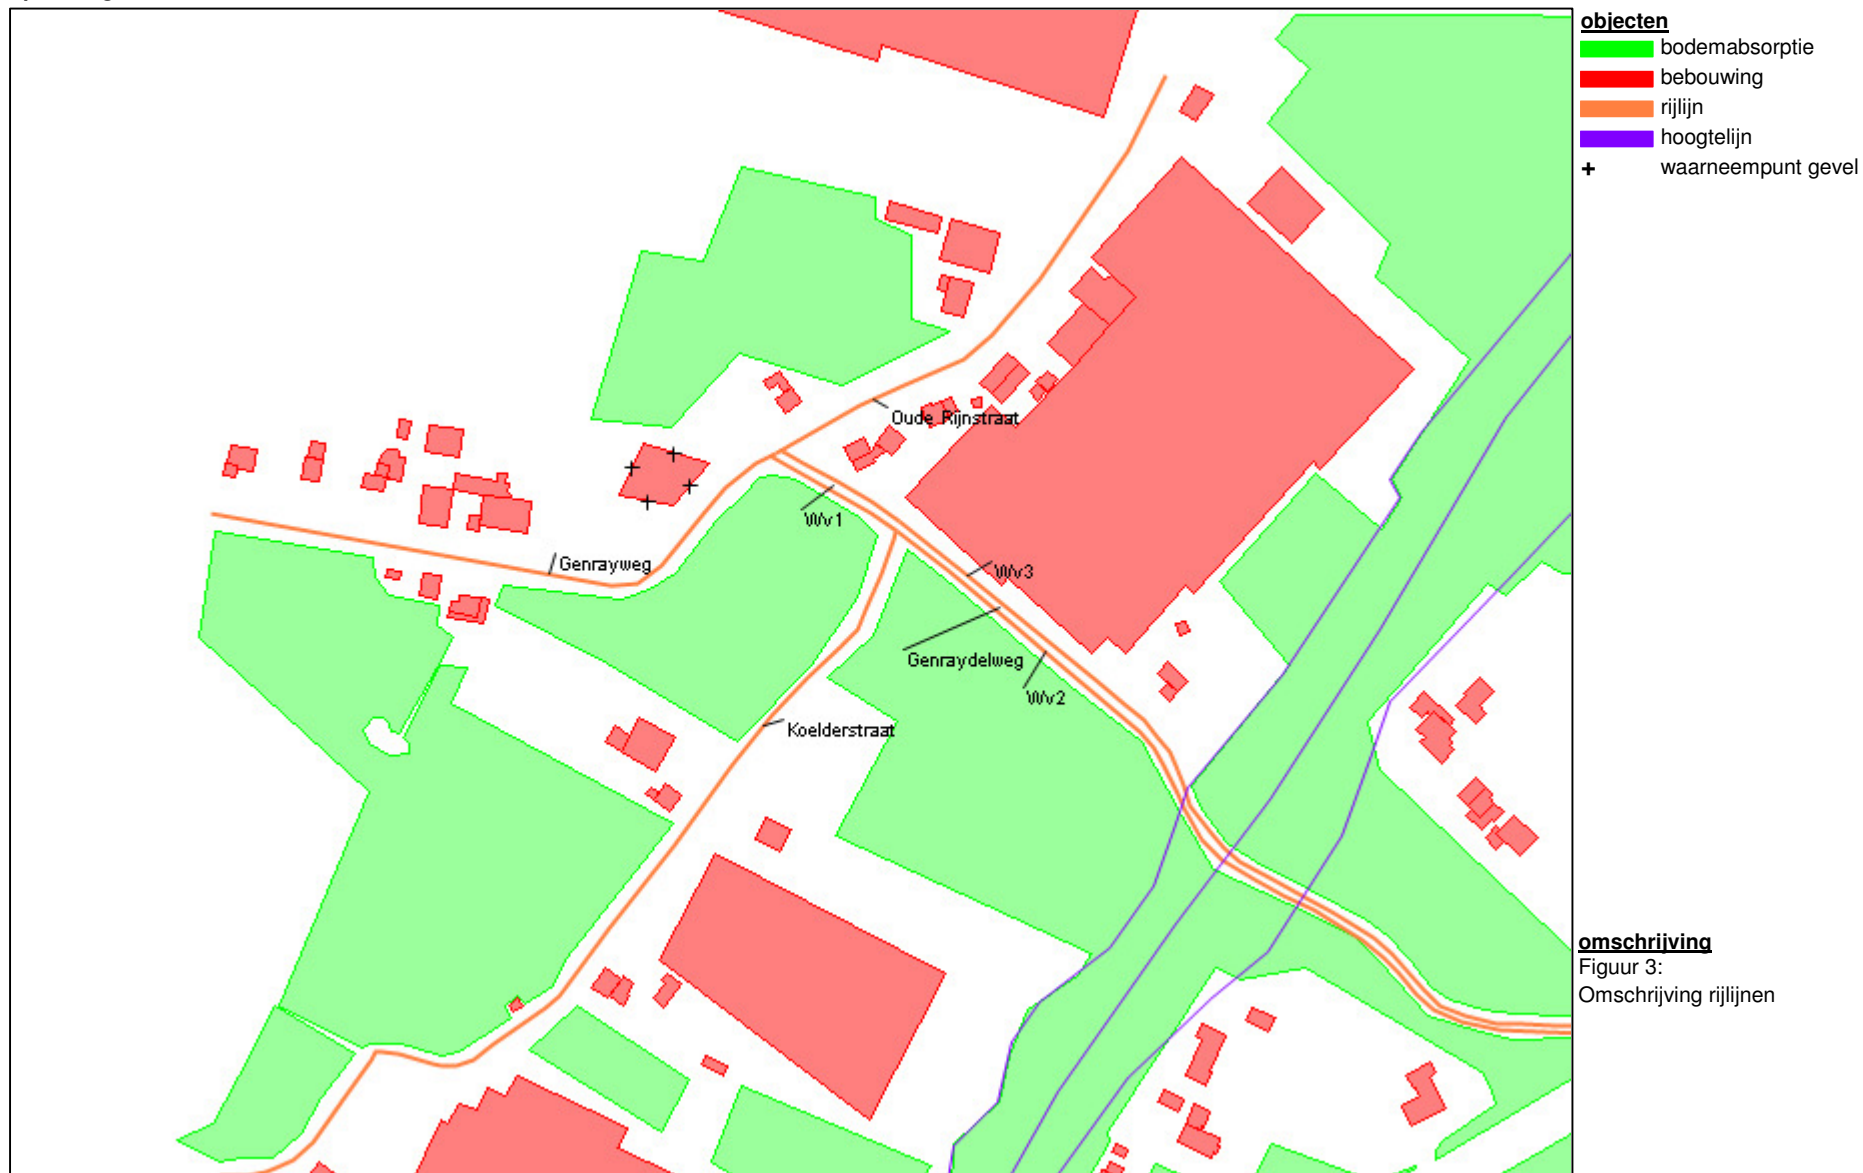 objecten
bodemabsorptie
bebouwing
rijlijn
hoogtelijn
+ waarneempunt gevel
Oude Rijnstraat
Wv1
Genrayweg
Wv3
Genraydelweg
Wv2
Koelderstraat
omschrijving
Figuur 3:
Omschrijving rijlijnen